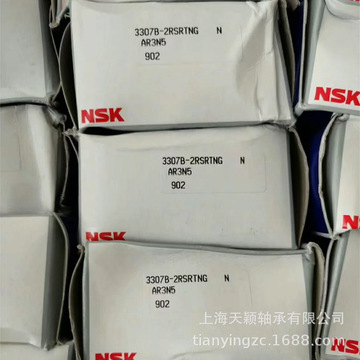 3307B-2RSRTNG N
AR3N5
902
NSK
3307B-2RSRTNG N
AR3N5
902
NSK
3307B-2RSRTNG N
AR3N5
902
NSK
上海天颖轴承有限公司
tianyingzc.1688.com